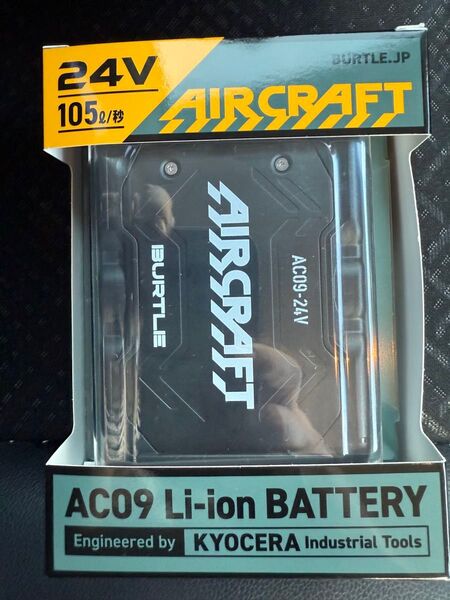 24V
BURTLE.JP
105ℓ/秒
AIRCRAFT
AIRCRAFT
BURTLE
AC09-24V
AC09 Li-ion BATTERY
Engineered by KYOCERA Industrial Tools